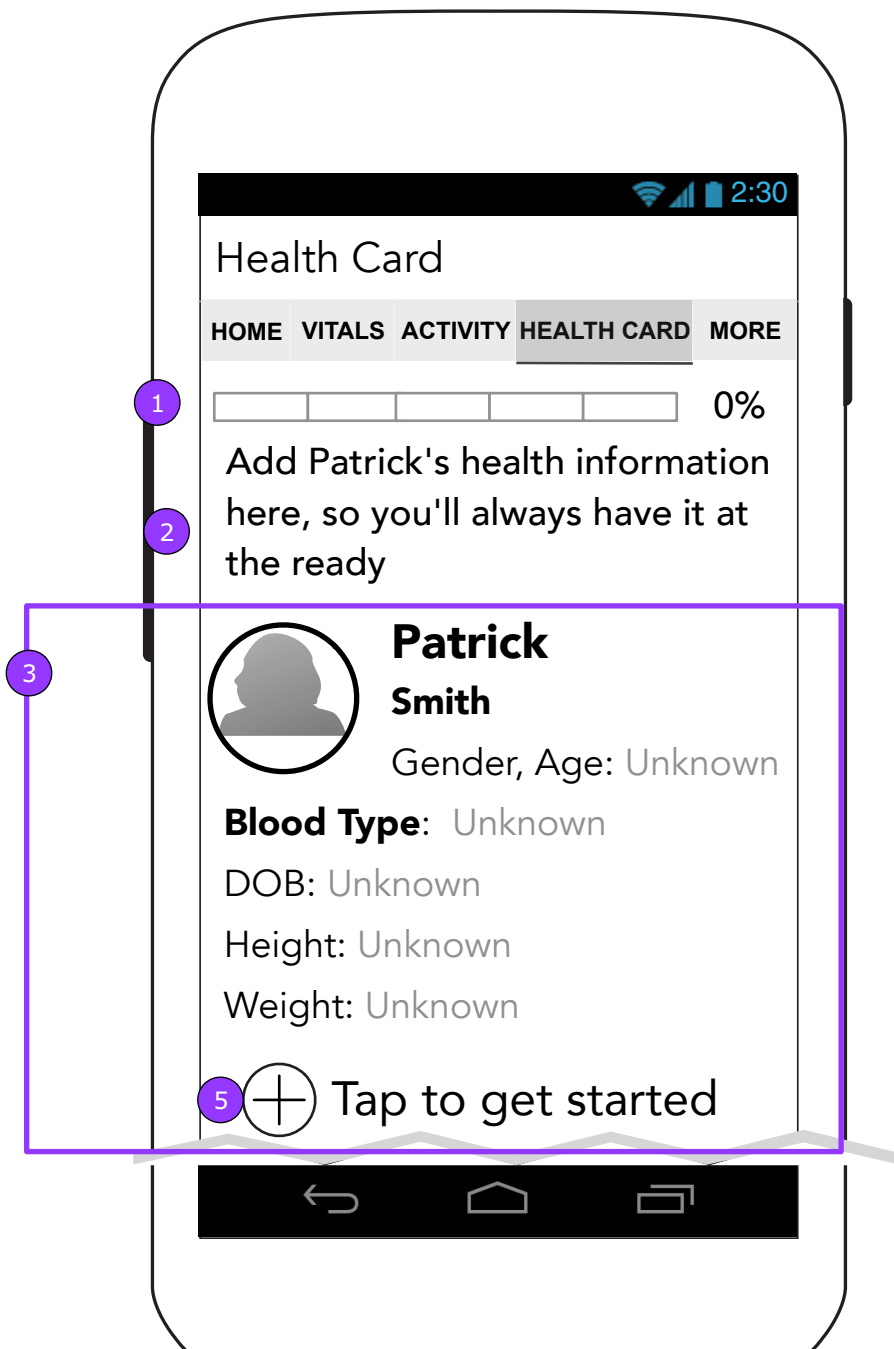 2:30
Health Card
HOME VITALS ACTIVITY HEALTH CARD MORE
1
0%
Add Patrick's health information
here, so you'll always have it at
2
the ready
3
Patrick
Smith
Gender, Age: Unknown
Blood Type: Unknown
DOB: Unknown
Height: Unknown
Weight: Unknown
5 Tap to get started